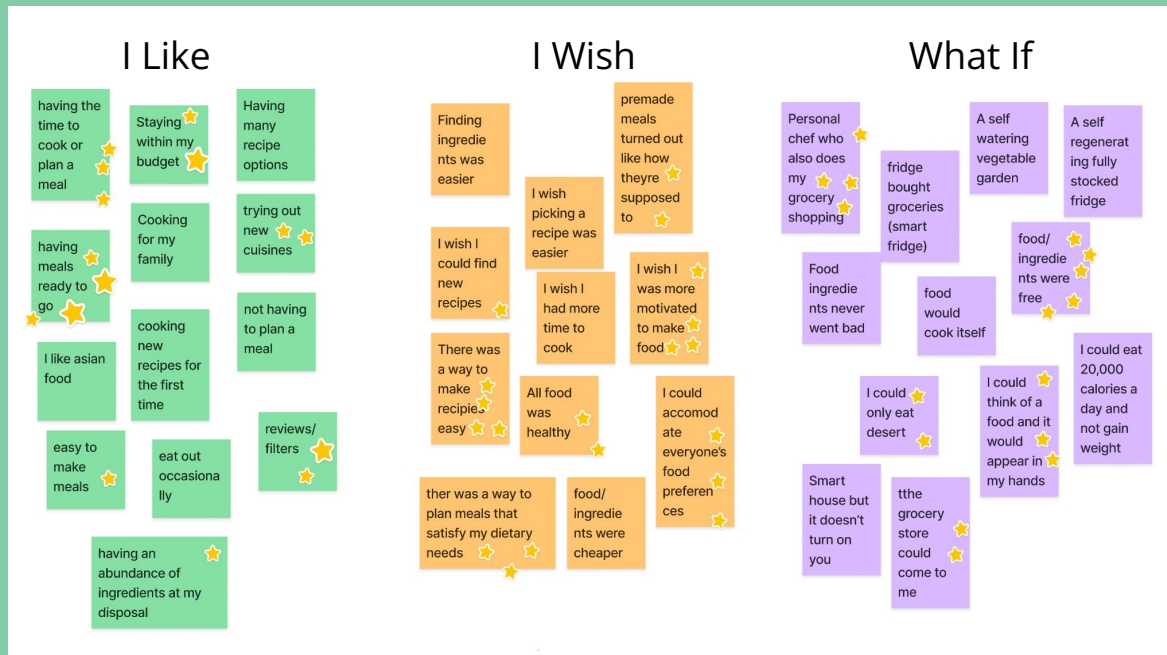 I Like
having the
time to
cook or
plan a
meal
Staying
within my
budget
Having
many
recipe
options
Cooking
for my
family
trying out
new
cuisines
having
meals
ready to
go
cooking
new
recipes for
the first
time
not having
to plan a
meal
I like asian
food
easy to
make
meals
eat out
occasiona
lly
reviews/
filters
having an
abundance of
ingredients at my
disposal
I Wish
Finding
ingredie
nts was
easier
premade
meals
turned out
like how
theyre
supposed
to
I wish
picking a
recipe was
easier
I wish I
could find
new
recipes
I wish I
had more
time to
cook
I wish I
was more
motivated
to make
food
There was
a way to
make
recipies
easy
All food
was
healthy
I could
accomod
ate
everyone's
food
preferen
ces
ther was a way to
plan meals that
satisfy my dietary
needs
food/
ingredie
nts were
cheaper
What If
Personal
chef who
also does
my
grocery
shopping
fridge
bought
groceries
(smart
fridge)
A self
watering
vegetable
garden
A self
regenerat
ing fully
stocked
fridge
Food
ingredie
nts never
went bad
food
would
cook itself
food/
ingredie
nts were
free
I could
only eat
desert
I could
think of a
food and it
would
appear in
my hands
I could eat
20,000
calories a
day and
not gain
weight
Smart
house but
it doesn't
turn on
you
tthe
grocery
store
could
come to
me